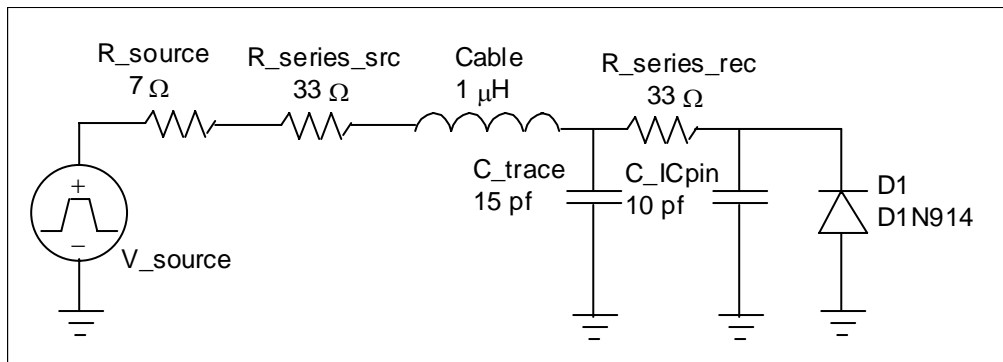 R_source
7 Ω
R_series_src
33 Ω
Cable
1 μH
R_series_rec
33 Ω
C_trace
15 pf
C_ICpin
10 pf
D1
D1N914
+
−
V_source